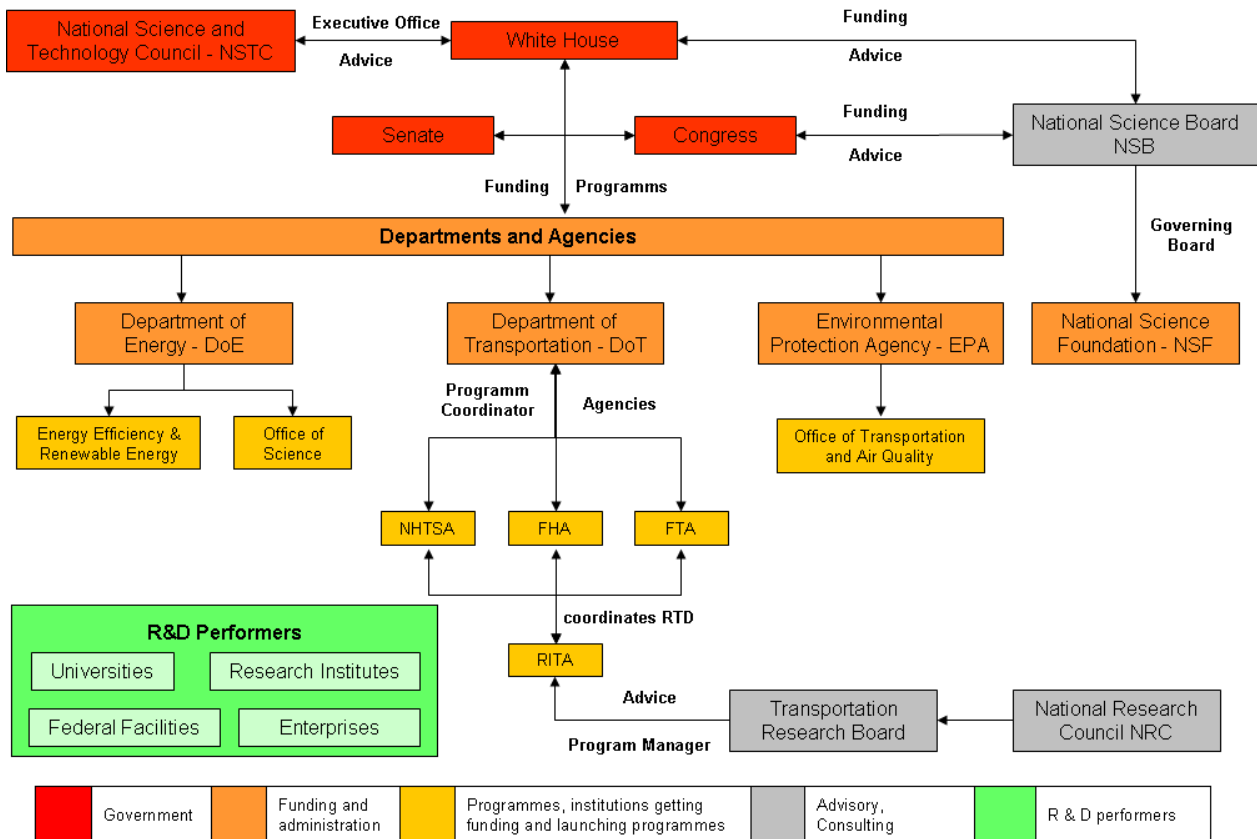 National Science and
Technology Council - NSTC
Executive Office
Advice
White House
Funding
Advice
Senate
Congress
Funding
Advice
National Science Board
NSB
Funding
Programms
Departments and Agencies
Governing
Board
Department of
Energy - DoE
Department of
Transportation - DoT
Environmental
Protection Agency - EPA
National Science
Foundation - NSF
Programm
Coordinator
Agencies
Energy Efficiency &
Renewable Energy
Office of
Science
Office of Transportation
and Air Quality
NHTSA
FHA
FTA
coordinates RTD
R&D Performers
Universities
Research Institutes
Federal Facilities
Enterprises
RITA
Advice
Program Manager
Transportation
Research Board
National Research
Council NRC
Government
Funding and
administration
Programmes, institutions getting
funding and launching programmes
Advisory,
Consulting
R & D performers